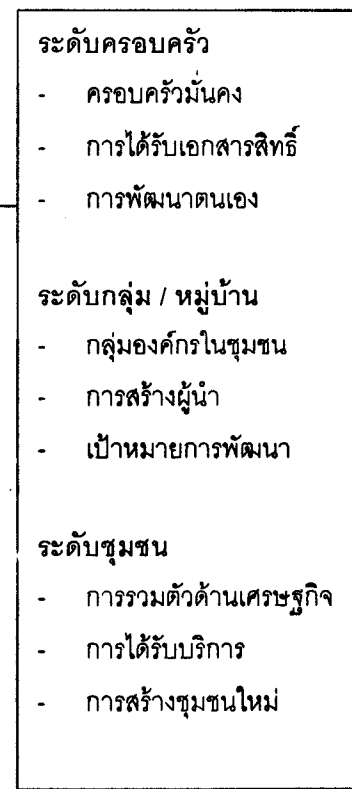 ระดับครอบครัว
- ครอบครัวมั่นคง
- การได้รับเอกสารสิทธิ์
- การพัฒนาตนเอง
ระดับกลุ่ม / หมู่บ้าน
- กลุ่มองค์กรในชุมชน
- การสร้างผู้นำ
- เป้าหมายการพัฒนา
ระดับชุมชน
- การรวมตัวด้านเศรษฐกิจ
- การได้รับบริการ
- การสร้างชุมชนใหม่